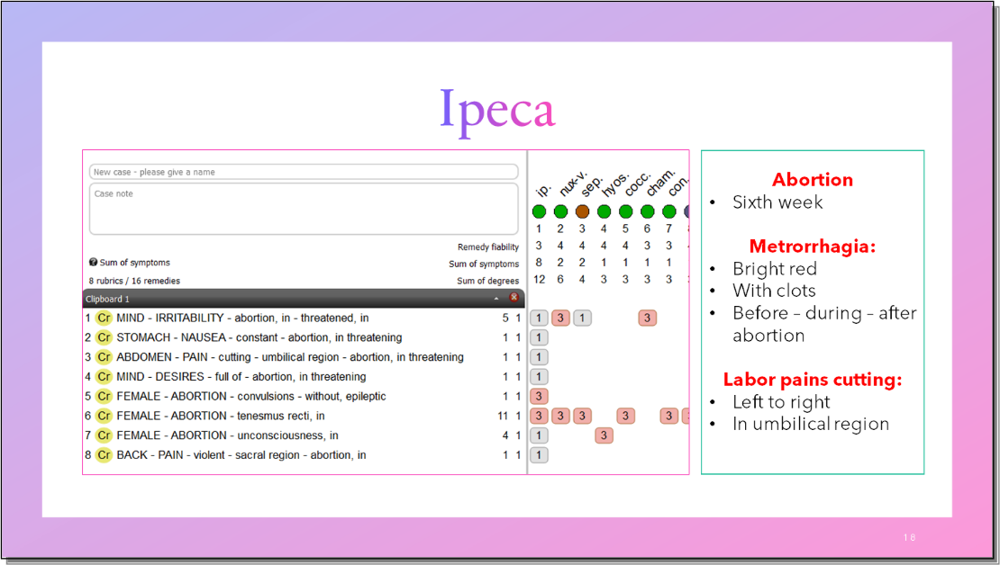 Ipeca
New case - please give a name
Case note
Remedy fiability
Sum of symptoms
Sum of symptoms
8 rubrics / 16 remedies
Sum of degrees
ip. nux-v. sep. hyos. cocc. cham. con.
1 2 3 4 5 6 7
3 4 4 4 4 3 3
8 2 2 1 1 1 1
12 6 4 3 3 3 3
Clipboard 1
1 Cr MIND - IRRITABILITY - abortion, in - threatened, in 5 1 1 3 1 3
2 Cr STOMACH - NAUSEA - constant - abortion, in threatening 1 1 1
3 Cr ABDOMEN - PAIN - cutting - umbilical region - abortion, in threatening 1 1 1
4 Cr MIND - DESIRES - full of - abortion, in threatening 1 1 1
5 Cr FEMALE - ABORTION - convulsions - without, epileptic 1 1 3
6 Cr FEMALE - ABORTION - tenesmus recti, in 11 1 3 3 3 3 3
7 Cr FEMALE - ABORTION - unconsciousness, in 4 1 1 3
8 Cr BACK - PAIN - violent - sacral region - abortion, in 1 1 1
Abortion
• Sixth week
Metrorrhagia:
• Bright red
• With clots
• Before – during – after
abortion
Labor pains cutting:
• Left to right
• In umbilical region
18